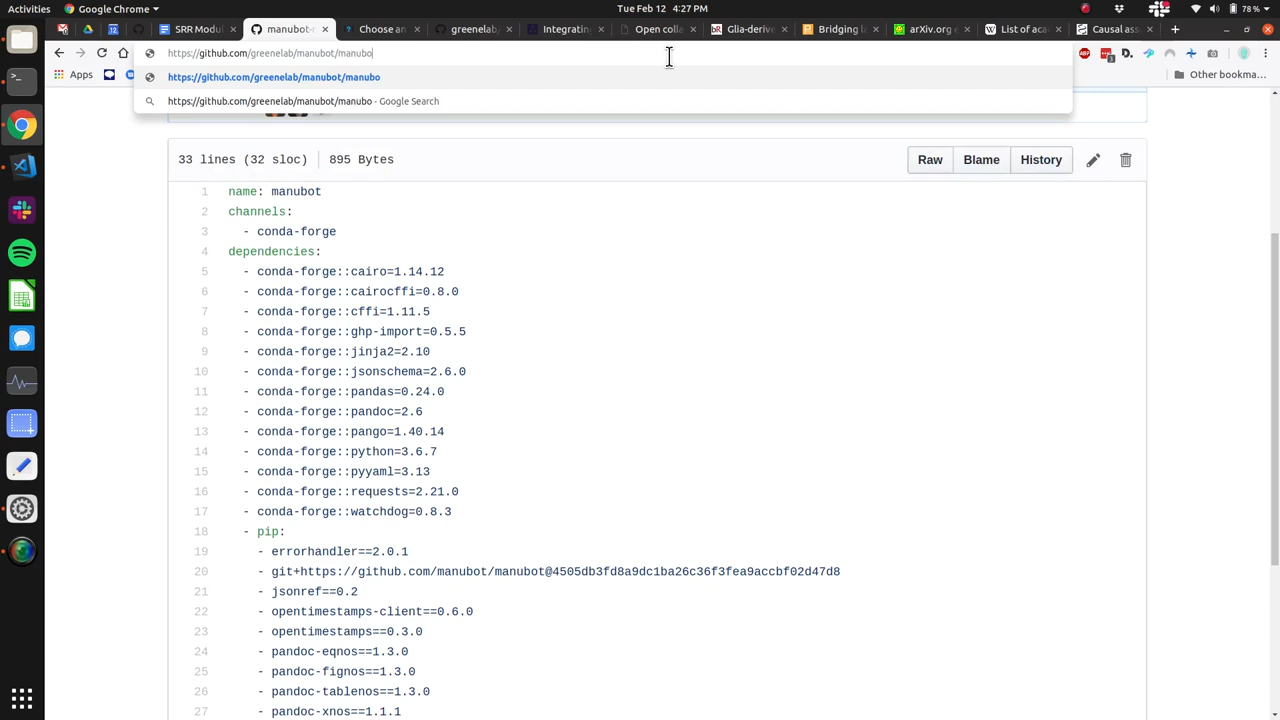 Activities
Google Chrome
Tue Feb 12 4:27 PM
78%
SRR Modul
manubot-r
Choose an
greenelab/
Integrating
Open colla
Glia-derive
Bridging la
arXiv.org e
List of acad
Causal asse
https://github.com/greenelab/manubot/manubo
https://github.com/greenelab/manubot/manubo
https://github.com/greenelab/manubot/manubo - Google Search
Apps
Other bookma...
33 lines (32 sloc)
895 Bytes
Raw
Blame
History
1 name: manubot
2 channels:
3 - conda-forge
4 dependencies:
5 - conda-forge::cairo=1.14.12
6 - conda-forge::cairocffi=0.8.0
7 - conda-forge::cffi=1.11.5
8 - conda-forge::ghp-import=0.5.5
9 - conda-forge::jinja2=2.10
10 - conda-forge::jsonschema=2.6.0
11 - conda-forge::pandas=0.24.0
12 - conda-forge::pandoc=2.6
13 - conda-forge::pango=1.40.14
14 - conda-forge::python=3.6.7
15 - conda-forge::pyyaml=3.13
16 - conda-forge::requests=2.21.0
17 - conda-forge::watchdog=0.8.3
18 - pip:
19 - errorhandler==2.0.1
20 - git+https://github.com/manubot/manubot@4505db3fd8a9dc1ba26c36f3fea9accbf02d47d8
21 - jsonref==0.2
22 - opentimestamps-client==0.6.0
23 - opentimestamps==0.3.0
24 - pandoc-eqnos==1.3.0
25 - pandoc-fignos==1.3.0
26 - pandoc-tablenos==1.3.0
27 - pandoc-xnos==1.1.1